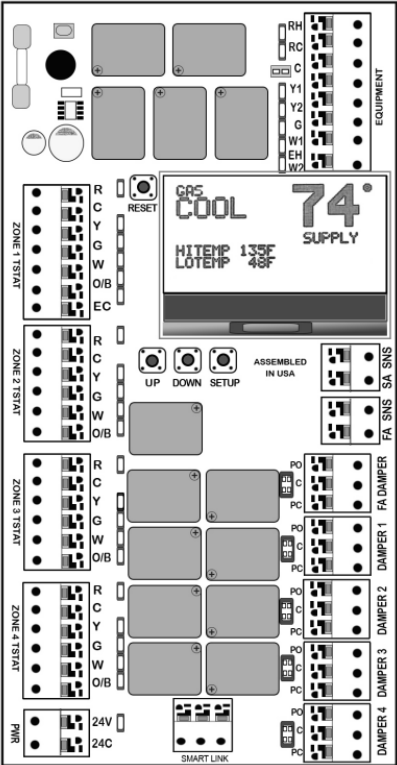 RH
RC
C
Y1
Y2
G
W1
EH
W2
EQUIPMENT
RESET
GAS
COOL
74°
SUPPLY
HITEMP 135F
LOTEMP 48F
ZONE 1 TSTAT
R
C
Y
G
W
O/B
EC
UP DOWN SETUP
ASSEMBLED
IN USA
SA SNS
FA SNS
ZONE 2 TSTAT
R
C
Y
G
W
O/B
ZONE 3 TSTAT
R
C
Y
G
W
O/B
ZONE 4 TSTAT
R
C
Y
G
W
O/B
PWR
24V
24C
SMART LINK
PO
C
PC
FA DAMPER
PO
C
PC
DAMPER 1
PO
C
PC
DAMPER 2
PO
C
PC
DAMPER 3
PO
C
PC
DAMPER 4